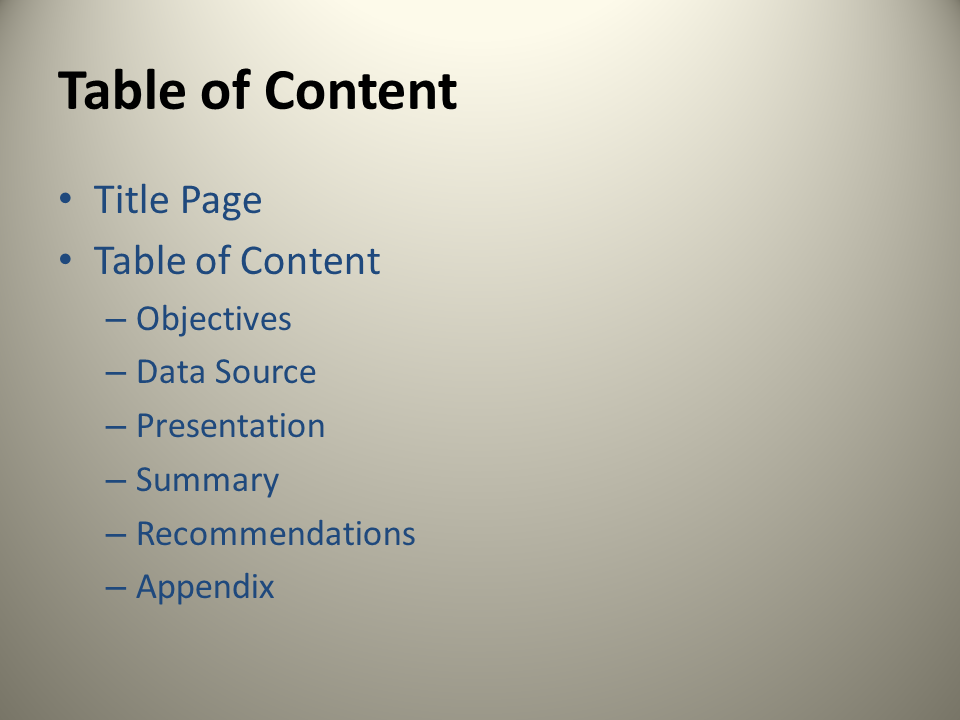 Table of Content
• Title Page
• Table of Content
– Objectives
– Data Source
– Presentation
– Summary
– Recommendations
– Appendix